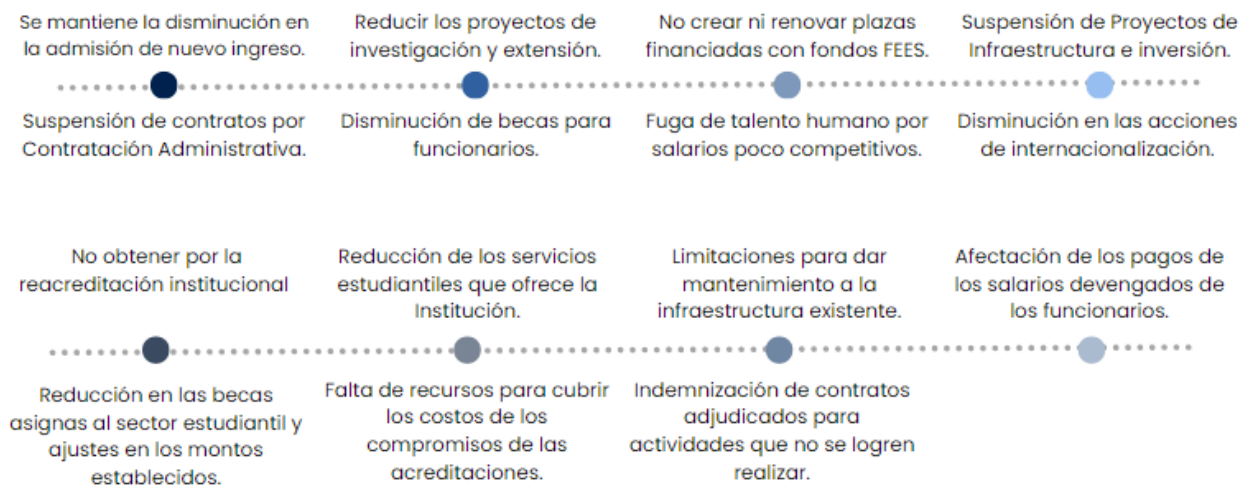 Se mantiene la disminución en
la admisión de nuevo ingreso.
Reducir los proyectos de
investigación y extensión.
No crear ni renovar plazas
financiadas con fondos FEES.
Suspensión de Proyectos de
Infraestructura e inversión.
Suspensión de contratos por
Contratación Administrativa.
Disminución de becas para
funcionarios.
Fuga de talento humano por
salarios poco competitivos.
Disminución en las acciones
de internacionalización.
No obtener por la
reacreditación institucional
Reducción de los servicios
estudiantiles que ofrece la
Institución.
Limitaciones para dar
mantenimiento a la
infraestructura existente.
Afectación de los pagos de
los salarios devengados de
los funcionarios.
Reducción en las becas
asignas al sector estudiantil y
ajustes en los montos
establecidos.
Falta de recursos para cubrir
los costos de los
compromisos de las
acreditaciones.
Indemnización de contratos
adjudicados para
actividades que no se logren
realizar.